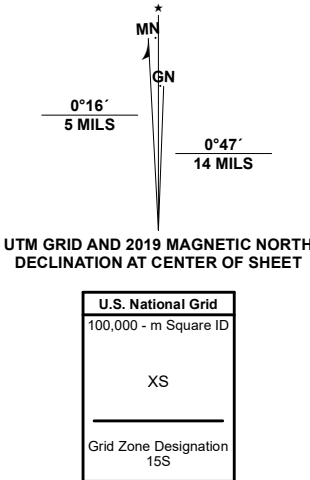 ★
MN
GN
0°16´
5 MILS
0°47´
14 MILS
UTM GRID AND 2019 MAGNETIC NORTH
DECLINATION AT CENTER OF SHEET
U.S. National Grid
100,000 - m Square ID
XS
Grid Zone Designation
15S